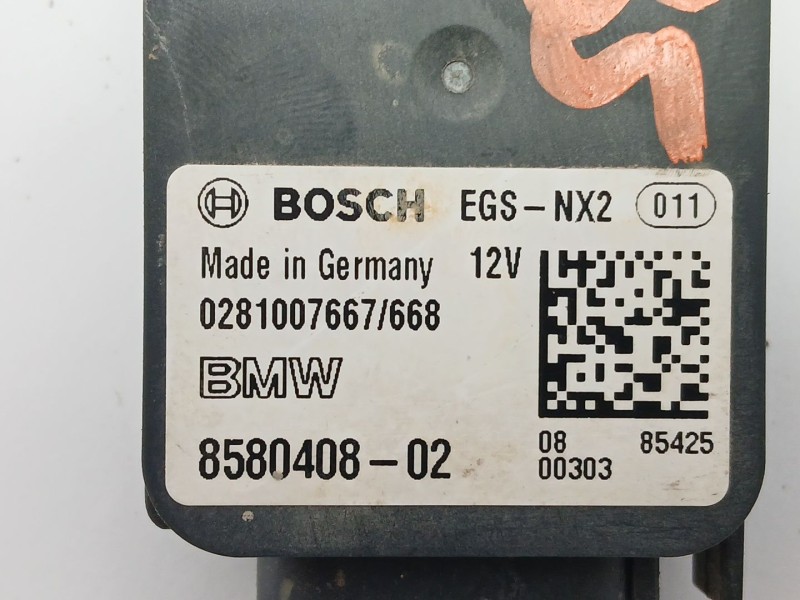 BOSCH EGS-NX2 011
Made in Germany 12V
0281007667/668
BMW
8580408-02
08 85425
00303